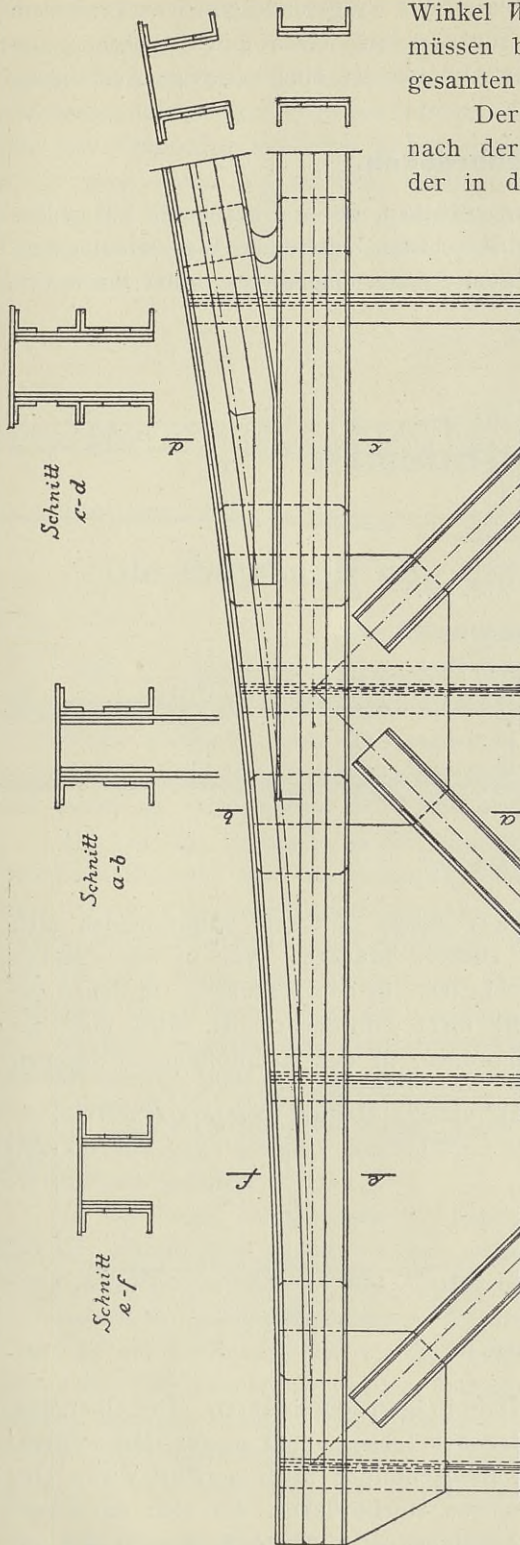 Winkel W
müssen b
gesamten
Der
nach der
der in d
d
c
Schnitt
c-d
b
a
Schnitt
a-b
f
e
Schnitt
e-f